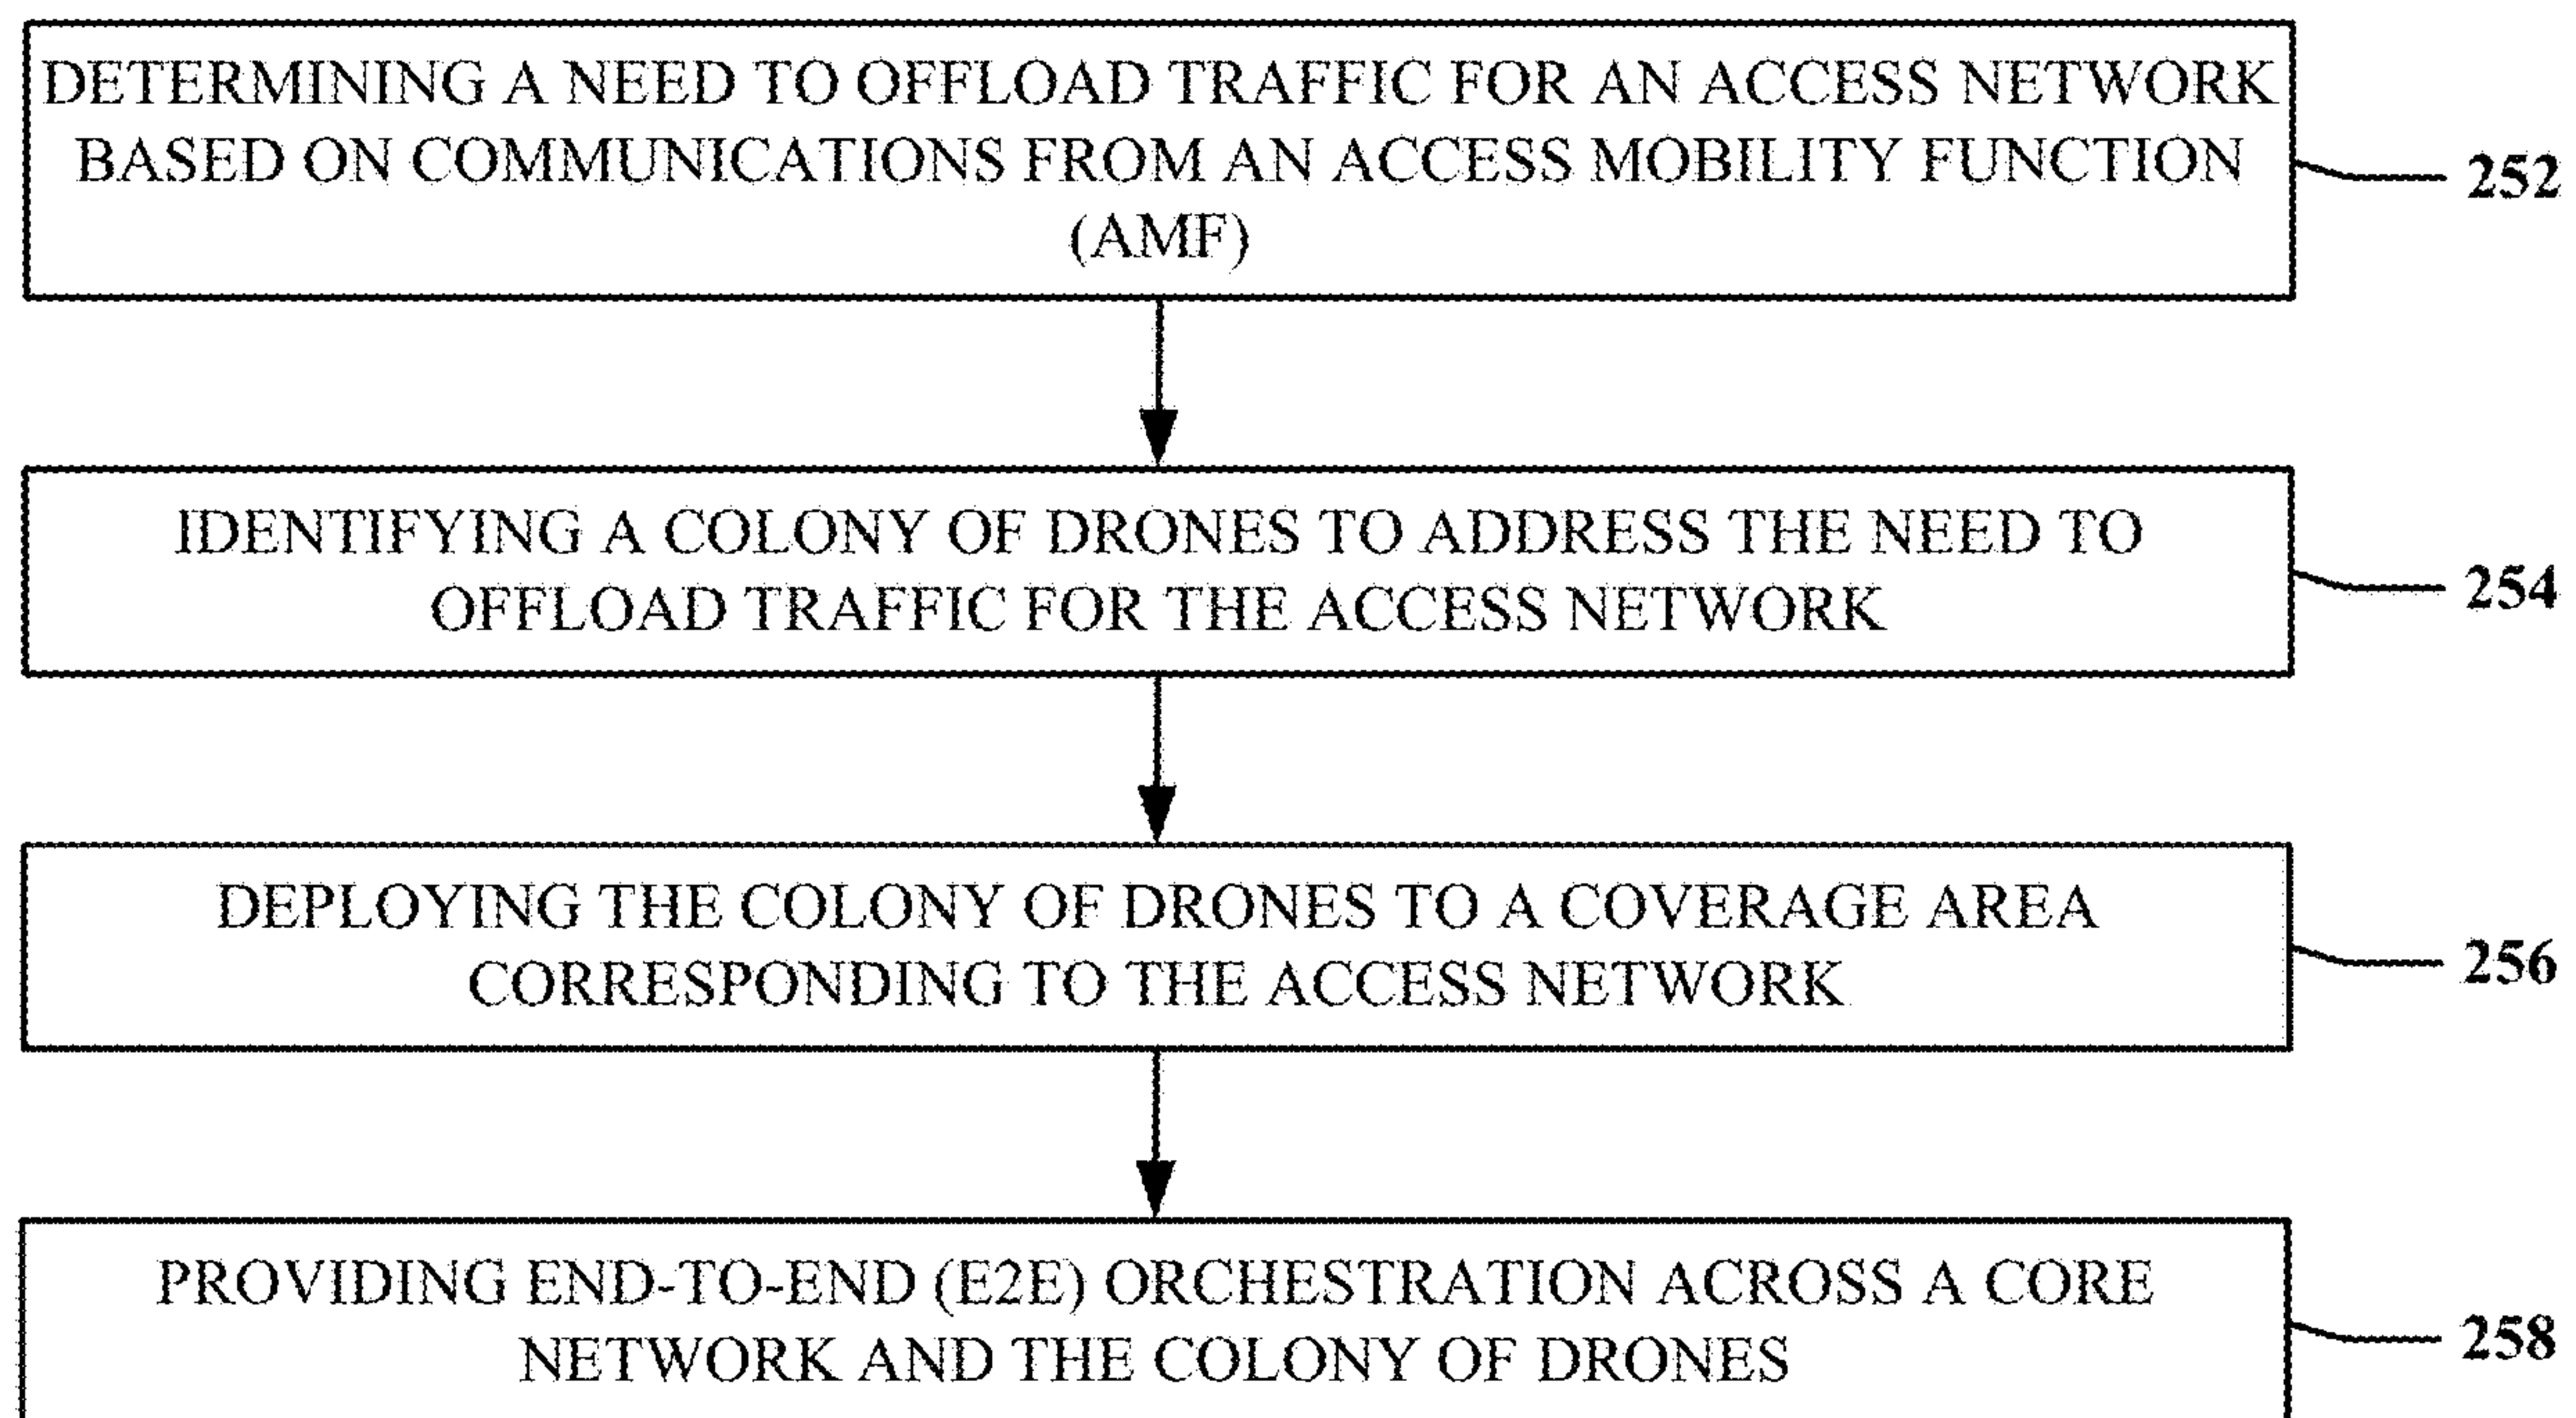 DETERMINING A NEED TO OFFLOAD TRAFFIC FOR AN ACCESS NETWORK
BASED ON COMMUNICATIONS FROM AN ACCESS MOBILITY FUNCTION
(AMF)
252
IDENTIFYING A COLONY OF DRONES TO ADDRESS THE NEED TO
OFFLOAD TRAFFIC FOR THE ACCESS NETWORK
254
DEPLOYING THE COLONY OF DRONES TO A COVERAGE AREA
CORRESPONDING TO THE ACCESS NETWORK
256
PROVIDING END-TO-END (E2E) ORCHESTRATION ACROSS A CORE
NETWORK AND THE COLONY OF DRONES
258